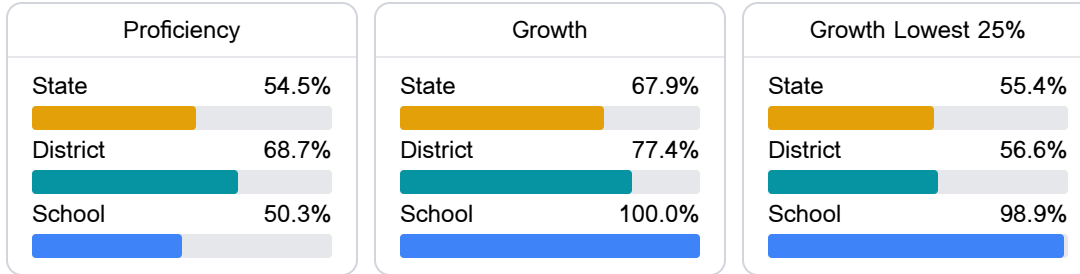 Proficiency
State 54.5%
District 68.7%
School 50.3%
Growth
State 67.9%
District 77.4%
School 100.0%
Growth Lowest 25%
State 55.4%
District 56.6%
School 98.9%